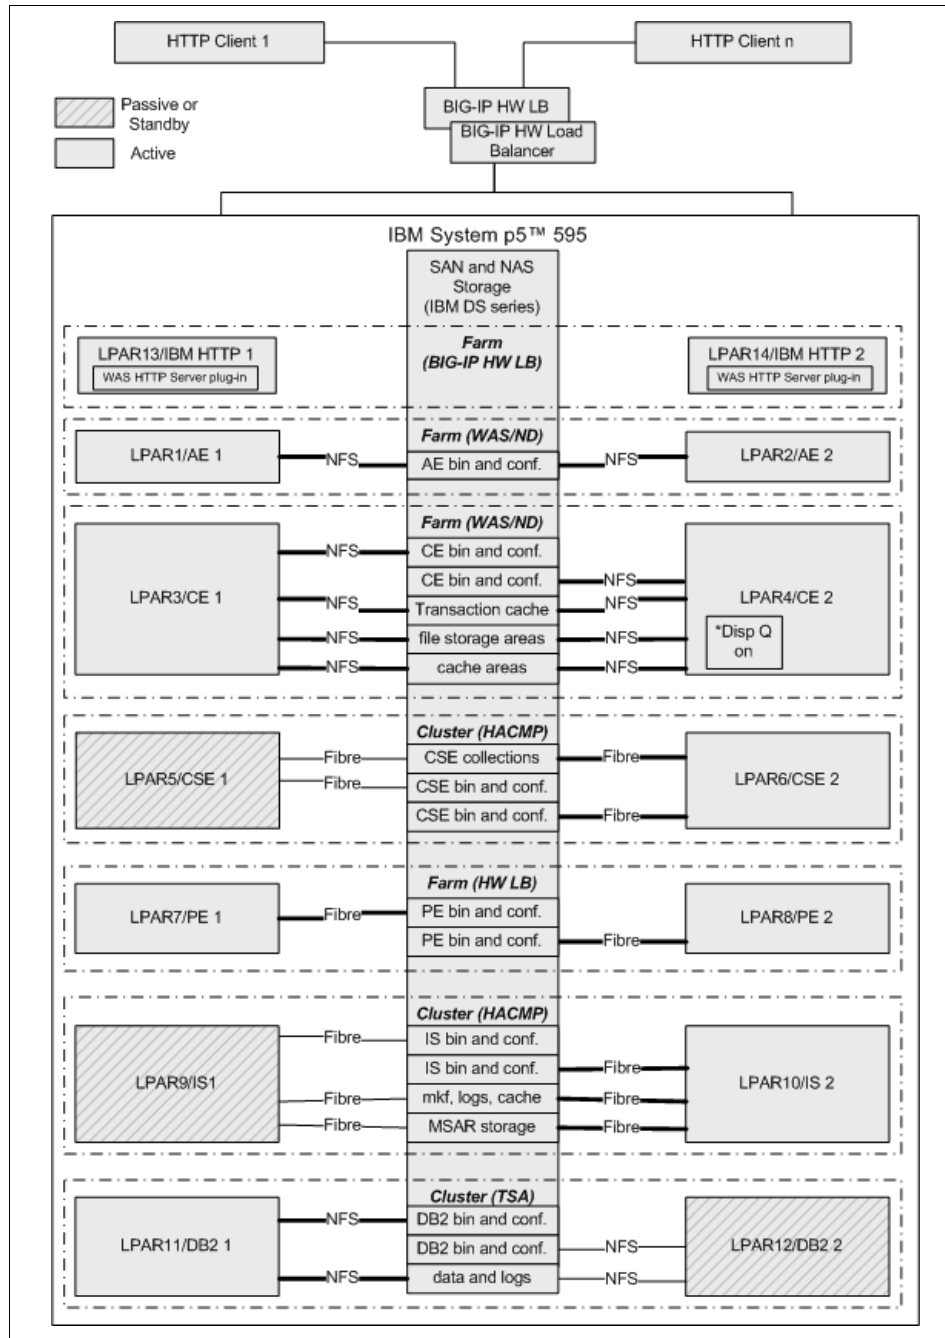 HTTP Client 1
HTTP Client n
Passive or
Standby
Active
BIG-IP HW LB
BIG-IP HW Load
Balancer
IBM System p5™ 595
SAN and NAS
Storage
(IBM DS series)
Farm
(BIG-IP HW LB)
LPAR13/IBM HTTP 1
WAS HTTP Server plug-in
LPAR14/IBM HTTP 2
WAS HTTP Server plug-in
Farm (WAS/ND)
LPAR1/AE 1
NFS
AE bin and conf.
NFS
LPAR2/AE 2
Farm (WAS/ND)
LPAR3/CE 1
NFS
CE bin and conf.
CE bin and conf.
NFS
NFS
Transaction cache
NFS
NFS
file storage areas
NFS
NFS
cache areas
NFS
LPAR4/CE 2
*Disp Q
on
Cluster (HACMP)
LPAR5/CSE 1
Fibre
CSE collections
Fibre
Fibre
CSE bin and conf.
CSE bin and conf.
Fibre
LPAR6/CSE 2
Farm (HW LB)
LPAR7/PE 1
Fibre
PE bin and conf.
PE bin and conf.
Fibre
LPAR8/PE 2
Cluster (HACMP)
LPAR9/IS1
Fibre
IS bin and conf.
IS bin and conf.
Fibre
Fibre
mkf, logs, cache
Fibre
Fibre
MSAR storage
Fibre
LPAR10/IS 2
Cluster (TSA)
LPAR11/DB2 1
NFS
DB2 bin and conf.
DB2 bin and conf.
NFS
NFS
data and logs
NFS
LPAR12/DB2 2